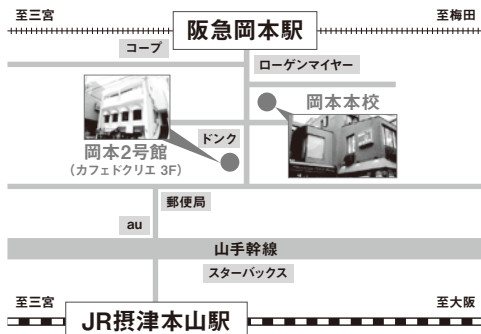 至三宮
阪急岡本駅
至梅田
コープ
ローゲンマイヤー
岡本本校
ドンク
岡本2号館
（カフェドクリエ 3F）
郵便局
au
山手幹線
スターバックス
至三宮
JR摂津本山駅
至大阪